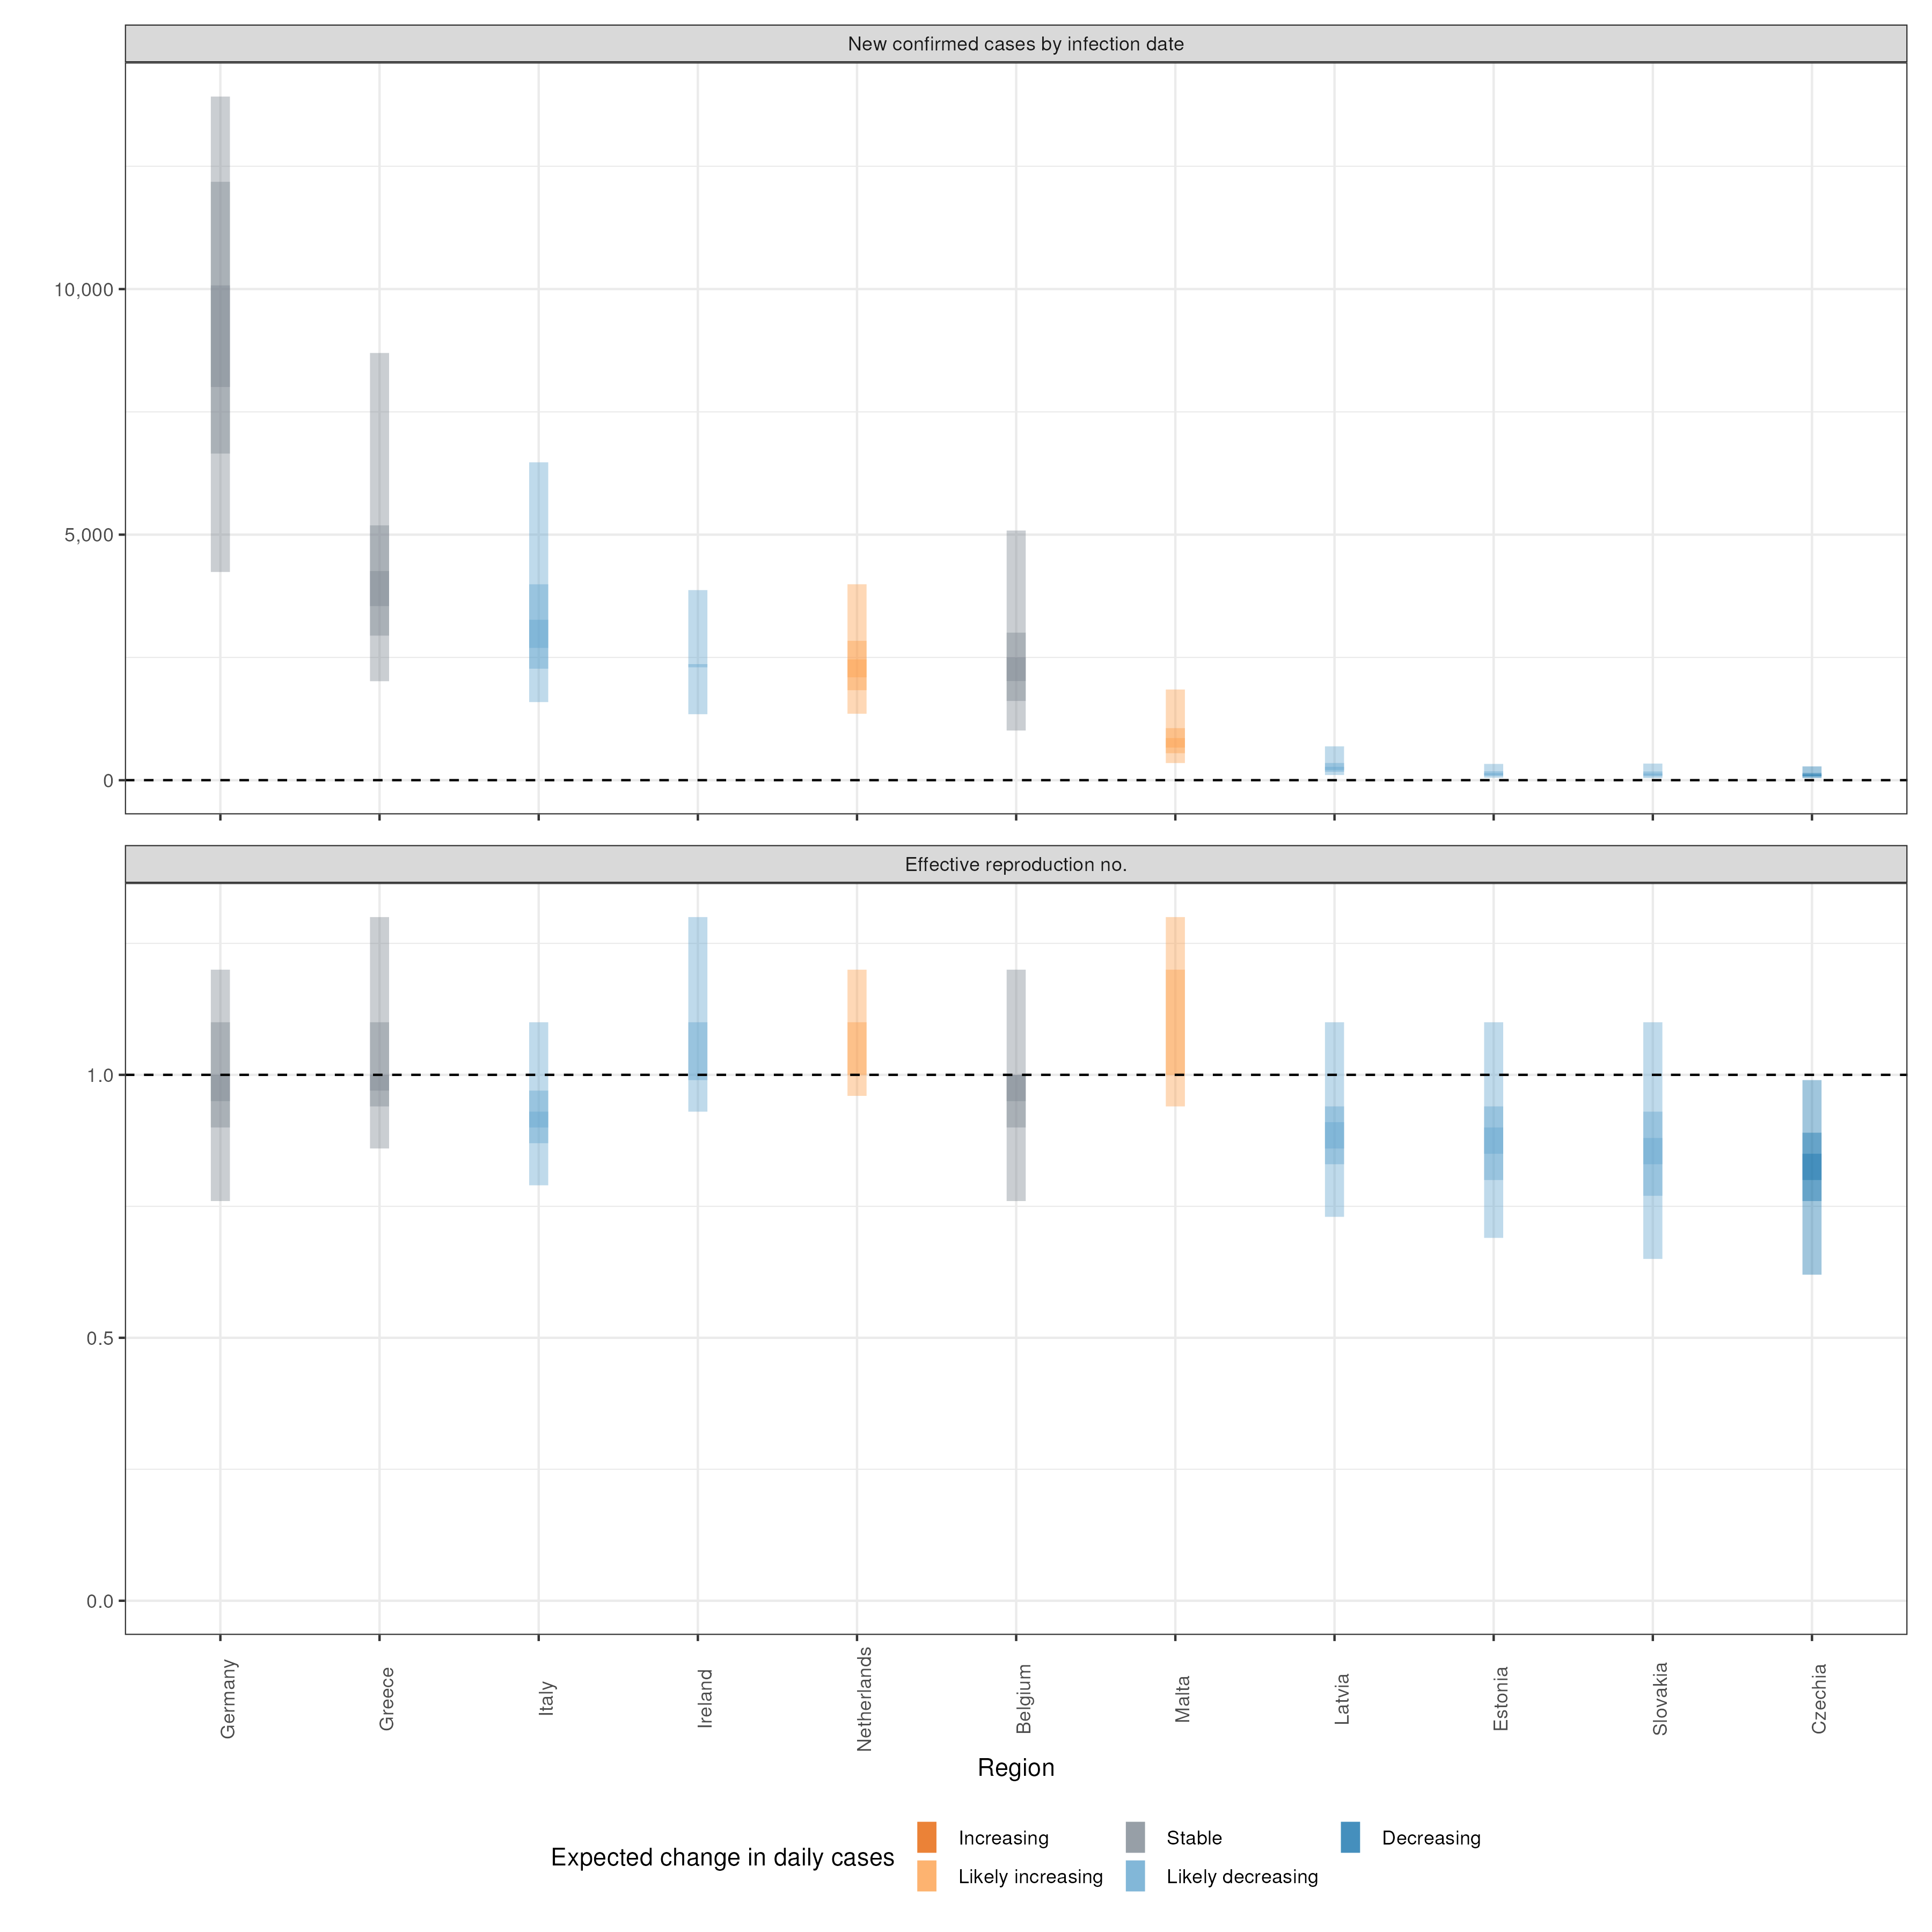 New confirmed cases by infection date
10,000
5,000
0
Effective reproduction no.
1.0
0.5
0.0
Germany
Greece
Italy
Ireland
Netherlands
Belgium
Malta
Latvia
Estonia
Slovakia
Czechia
Region
Expected change in daily cases
Increasing
Stable
Decreasing
Likely increasing
Likely decreasing